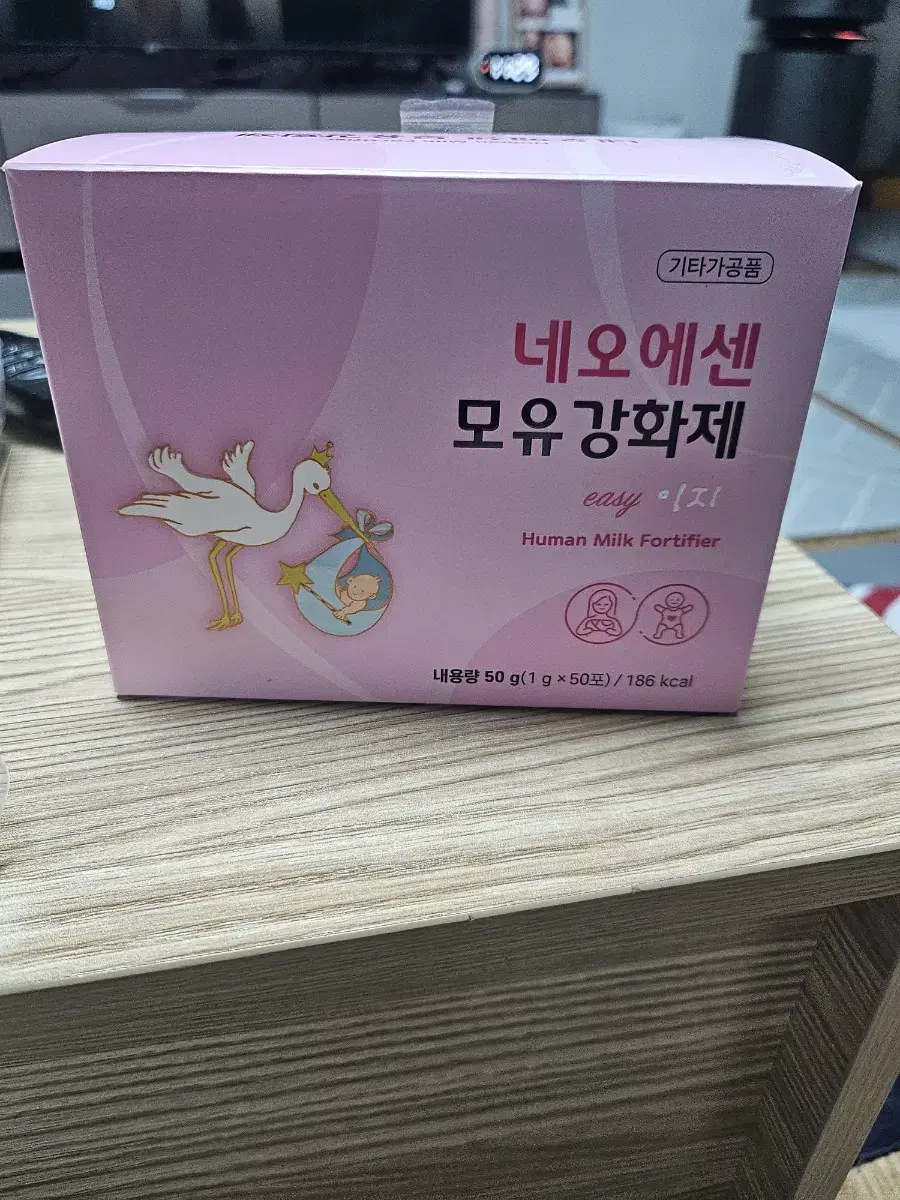 기타가공품
네오에센
모유강화제
easy 이지
Human Milk Fortifier
내용량 50 g(1 g × 50포) / 186 kcal